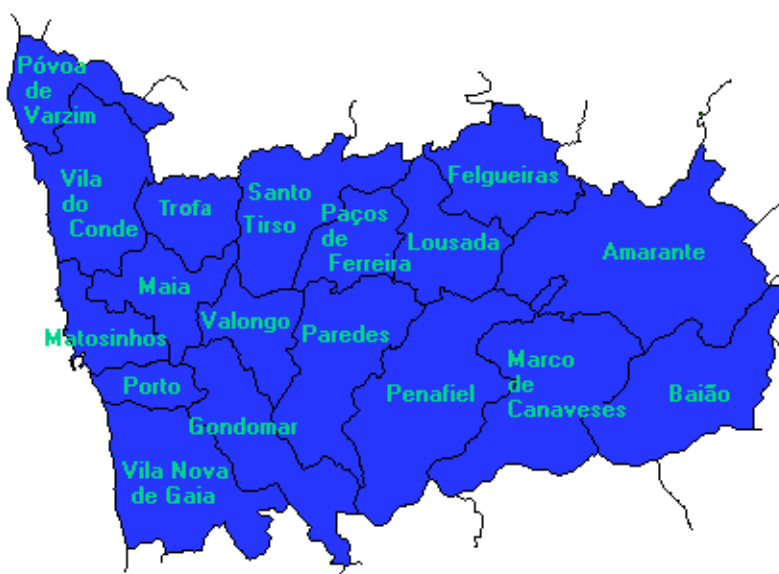 Póvoa
de
Varzim
Vila
do
Conde
Trofa
Santo
Tirso
Paços
de
Ferreira
Lousada
Felgueiras
Amarante
Maia
Matosinhos
Valongo
Paredes
Porto
Gondomar
Penafiel
Marco
de
Canaveses
Baião
Vila Nova
de Gaia